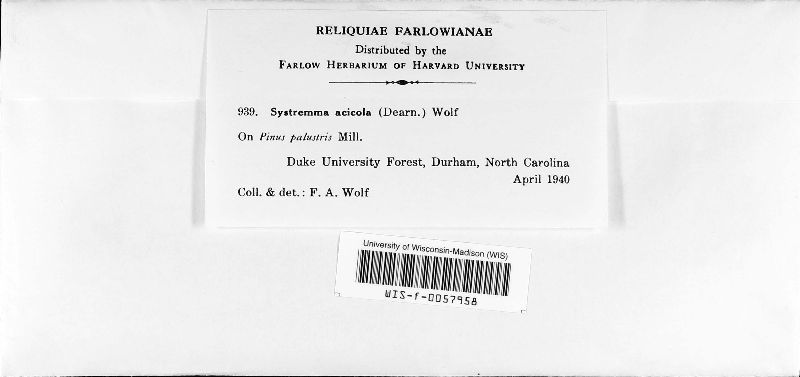 RELIQUIAE FARLOWIANAE
Distributed by the
FARLOW HERBARIUM OF HARVARD UNIVERSITY
939. Systremma acicola (Dearn.) Wolf
On Pinus palustris Mill.
Duke University Forest, Durham, North Carolina
April 1940
Coll. & det.: F. A. Wolf
University of Wisconsin-Madison (WIS)
WIS-f-0057958